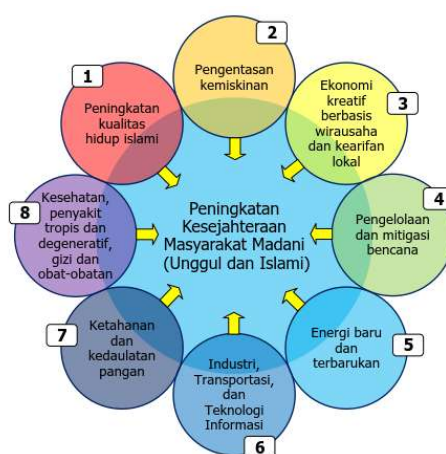 1
Peningkatan
kualitas
hidup islami
2
Pengentasan
kemiskinan
3
Ekonomi
kreatif
berbasis
wirausaha
dan kearifan
lokal
4
Pengelolaan
dan mitigasi
bencana
5
Energi baru
dan
terbarukan
6
Industri,
Transportasi,
dan
Teknologi
Informasi
7
Ketahanan
dan
kedaulatan
pangan
8
Kesehatan,
penyakit
tropis dan
degeneratif,
gizi dan
obat-obatan
Peningkatan
Kesejahteraan
Masyarakat Madani
(Unggul dan Islami)